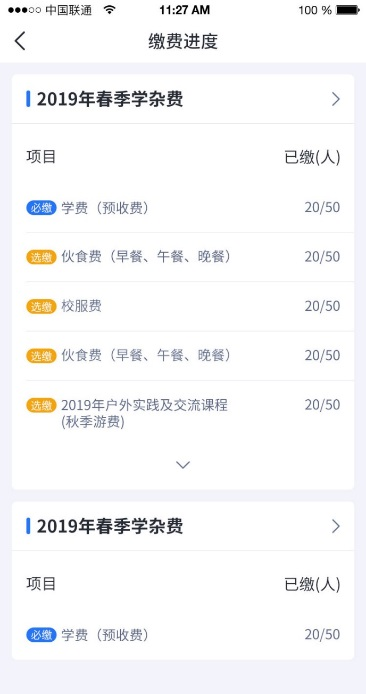 中国联通 11:27 AM 100 %
缴费进度
2019年春季学杂费
项目 已缴(人)
必缴 学费（预收费） 20/50
选缴 伙食费（早餐、午餐、晚餐） 20/50
选缴 校服费 20/50
选缴 伙食费（早餐、午餐、晚餐） 20/50
选缴 2019年户外实践及交流课程 20/50
(秋季游费)
2019年春季学杂费
项目 已缴(人)
必缴 学费（预收费） 20/50